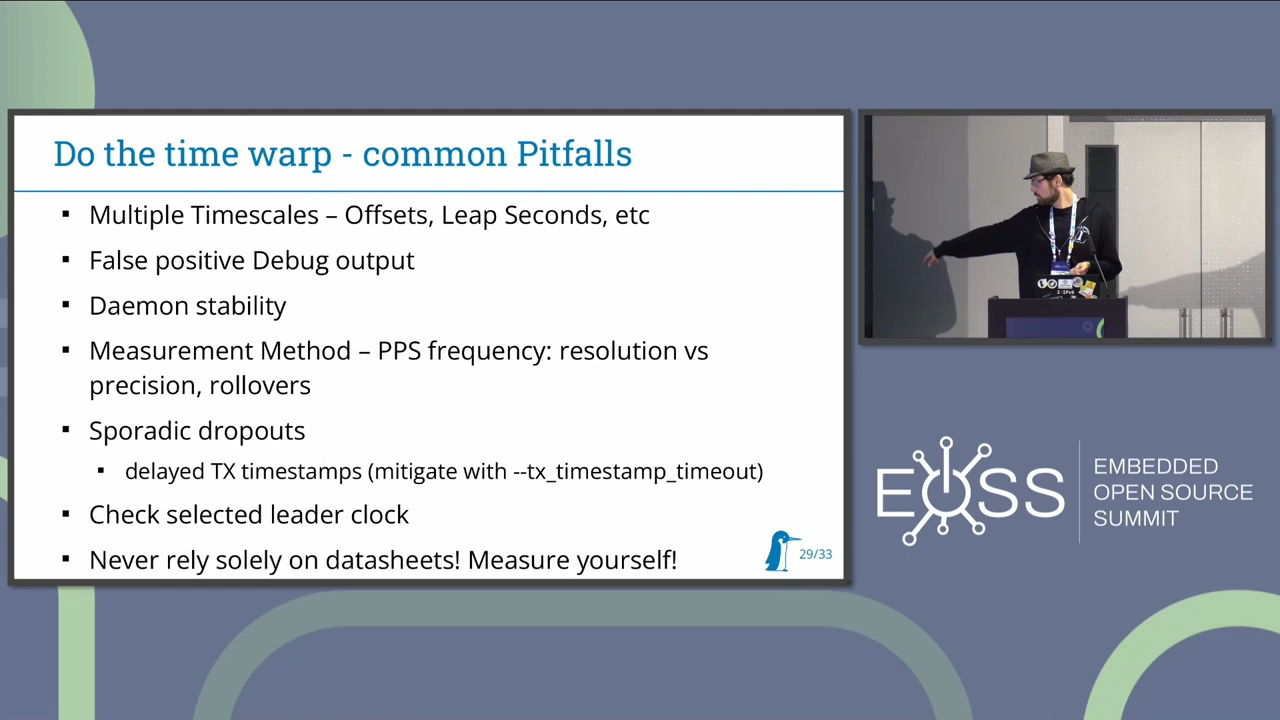 Do the time warp - common Pitfalls
▪ Multiple Timescales – Offsets, Leap Seconds, etc
▪ False positive Debug output
▪ Daemon stability
▪ Measurement Method – PPS frequency: resolution vs
precision, rollovers
▪ Sporadic dropouts
▪ delayed TX timestamps (mitigate with --tx_timestamp_timeout)
▪ Check selected leader clock
▪ Never rely solely on datasheets! Measure yourself!
29/33
EOSS
EMBEDDED
OPEN SOURCE
SUMMIT